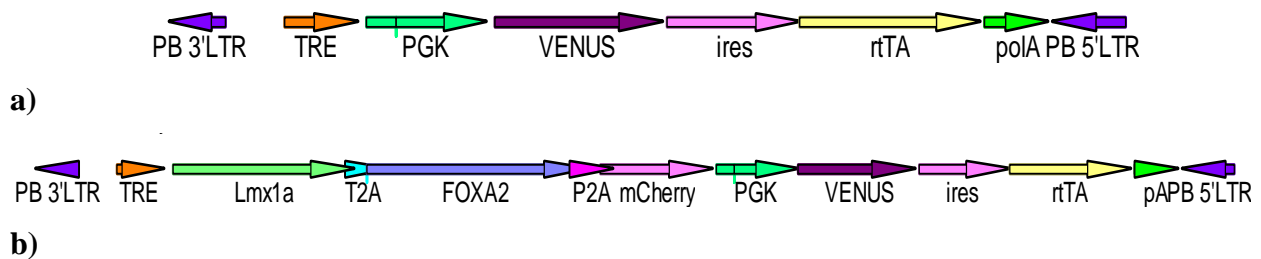 PB 3'LTR TRE PGK VENUS ires rtTA polA PB 5'LTR
a)
PB 3'LTR TRE Lmx1a T2A FOXA2 P2A mCherry PGK VENUS ires rtTA pAPB 5'LTR
b)